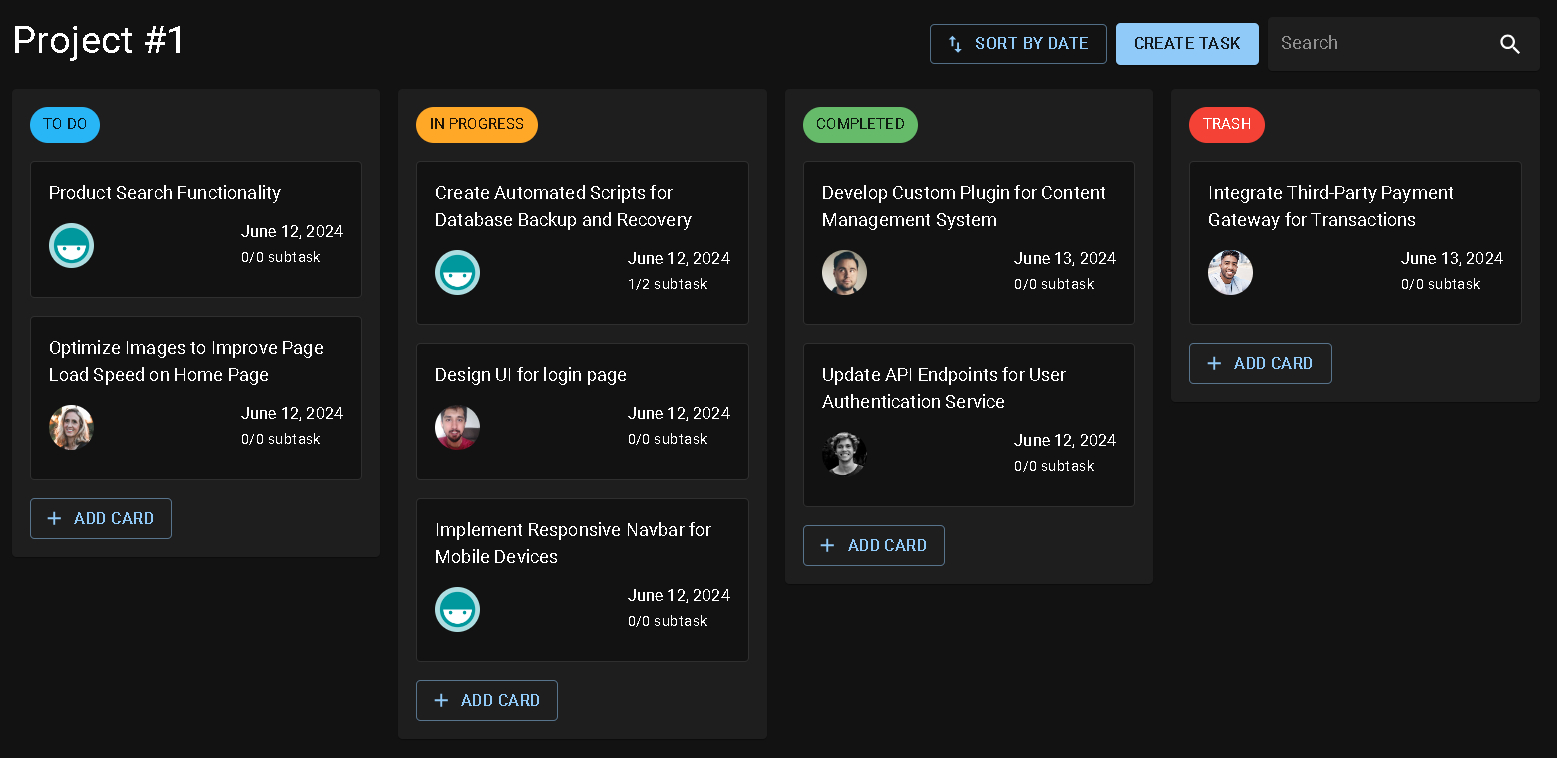 Project #1
SORT BY DATE
CREATE TASK
Search
TO DO
Product Search Functionality
June 12, 2024
0/0 subtask
Optimize Images to Improve Page
Load Speed on Home Page
June 12, 2024
0/0 subtask
+ ADD CARD
IN PROGRESS
Create Automated Scripts for
Database Backup and Recovery
June 12, 2024
1/2 subtask
Design UI for login page
June 12, 2024
0/0 subtask
Implement Responsive Navbar for
Mobile Devices
June 12, 2024
0/0 subtask
+ ADD CARD
COMPLETED
Develop Custom Plugin for Content
Management System
June 13, 2024
0/0 subtask
Update API Endpoints for User
Authentication Service
June 12, 2024
0/0 subtask
+ ADD CARD
TRASH
Integrate Third-Party Payment
Gateway for Transactions
June 13, 2024
0/0 subtask
+ ADD CARD